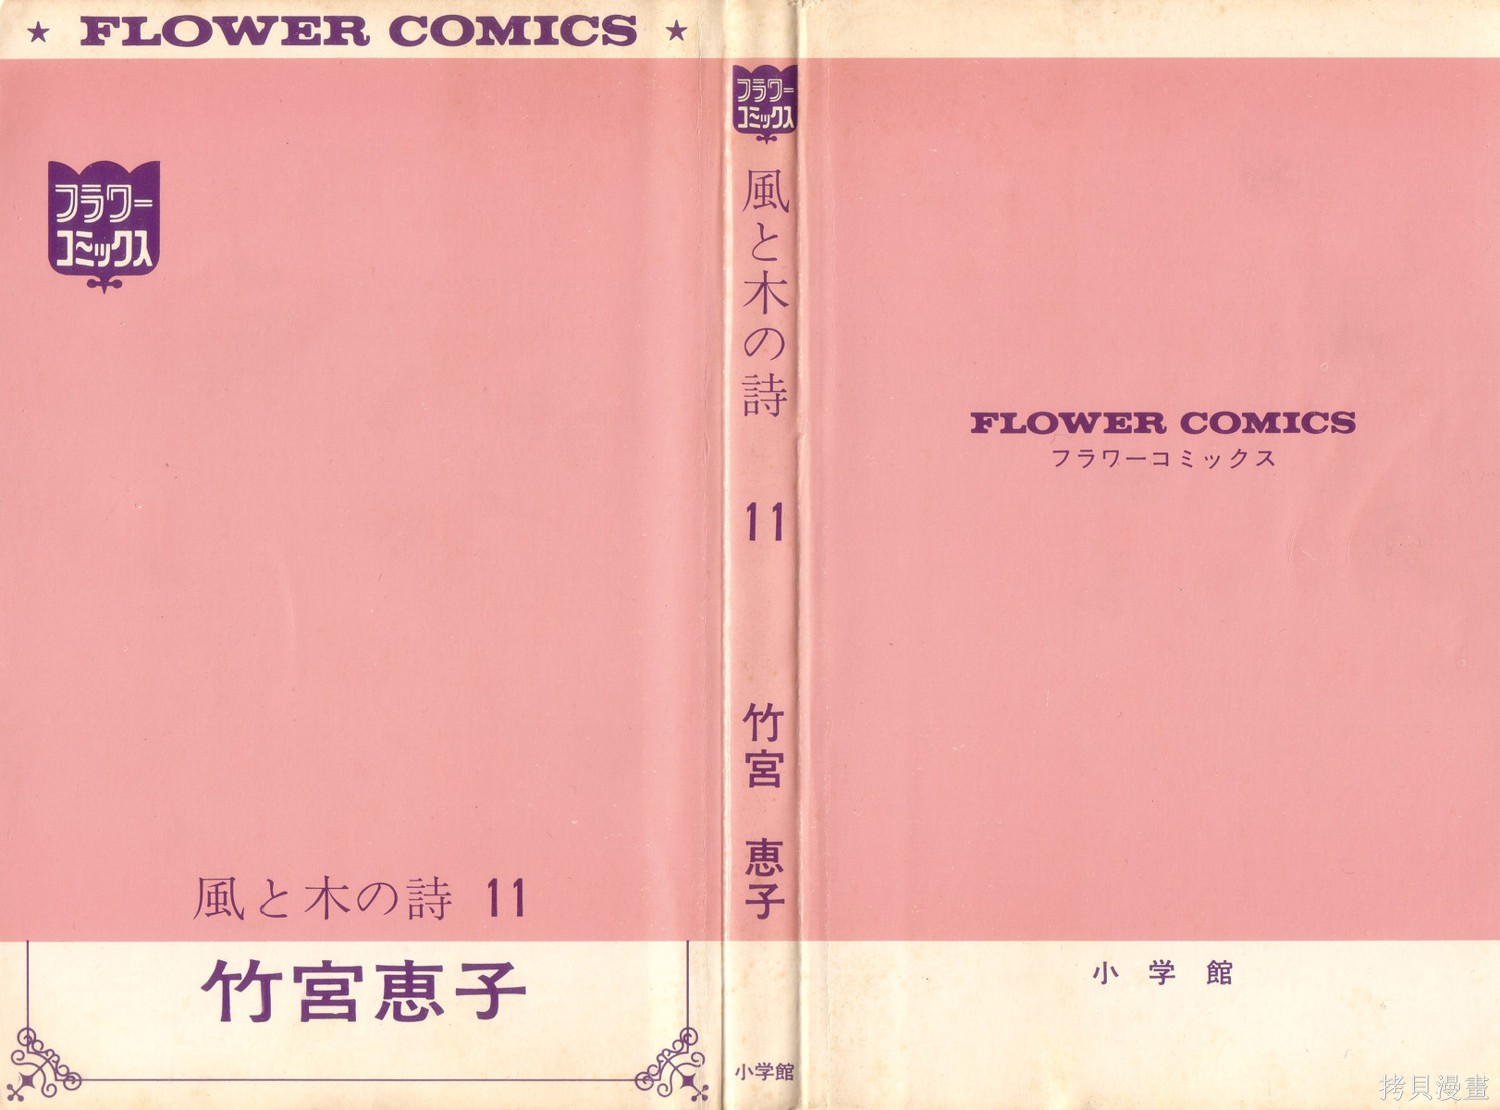 ★ FLOWER COMICS ★
フラワー
コミックス
風と木の詩 11
竹宮恵子
フラワー
コミックス
風と木の詩 11 竹宮 恵子
小学館
FLOWER COMICS
フラワーコミックス
小学館
拷貝漫畫